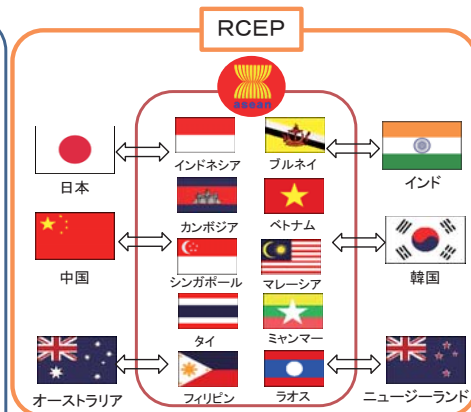 RCEP
asean
日本
インドネシア
ブルネイ
インド
カンボジア
ベトナム
中国
シンガポール
マレーシア
韓国
タイ
ミャンマー
オーストラリア
フィリピン
ラオス
ニュージーランド